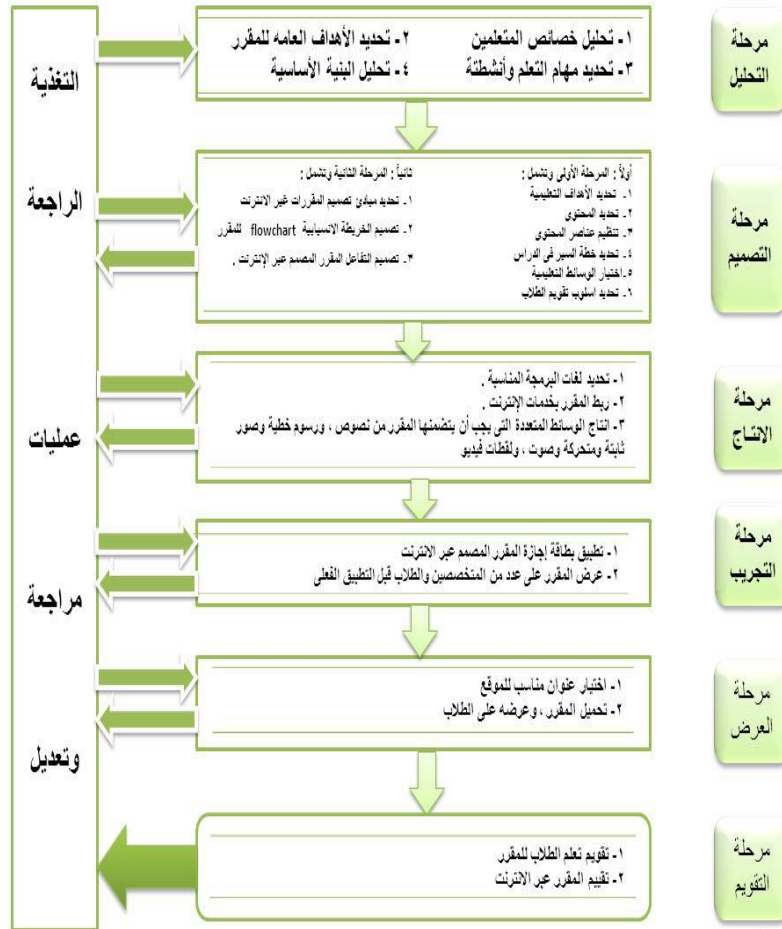 مرحلة
التحليل
١- تحليل خصائص المتعلمين ٢- تحديد الأهداف العامه للمقرر
٣- تحديد مهام التعلم وأنشطتة ٤- تحليل البنية الأساسية
مرحلة
التصميم
أولاً : المرحلة الأولى وتشمل :
١- تحديد الأهداف التعليمية
٢- تحديد المحتوى
٣- تنظيم عناصر المحتوى
٤- تحديد خطة السير فى الدراس
٥- اختبار الوسائط التعليمية
٦- تحديد اسلوب تقويم الطلاب
ثانياً : المرحلة الثانية وتشمل :
١- تحديد مبادئ تصميم المقررات عبر الانترنت
٢- تصميم الخريطة الانسيابية flowchart للمقرر
٣- تصميم التفاعل المقرر المصمم عبر الإنترنت .
مرحلة
الانتاج
١- تحديد لغات البرمجة المناسبة .
٢- ربط المقرر بخدمات الإنترنت .
٣- انتاج الوسائط المتعددة التى يجب أن يتضمنها المقرر من نصوص ، ورسوم خطية وصور
ثابتة ومتحركة وصوت ، ولقطات فيديو
مرحلة
التجريب
١- تطبيق بطاقة إجازة المقرر المصمم عبر الانترنت
٢- عرض المقرر على عدد من المتخصصين والطلاب قبل التطبيق الفعلى
مرحلة
العرض
١- اختبار عنوان مناسب للموقع
٢- تحميل المقرر ، وعرضه على الطلاب
مرحلة
التقويم
١- تقويم تعلم الطلاب للمقرر
٢- تقييم المقرر عبر الانترنت
التغذية
الراجعة
عمليات
مراجعة
وتعديل